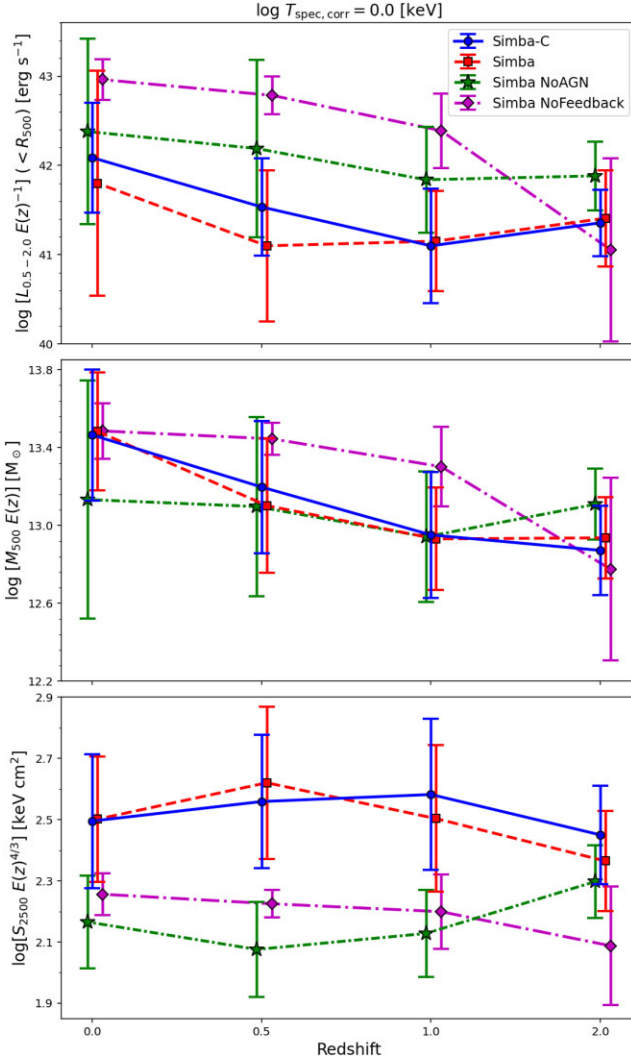 log T_spec,corr = 0.0 [keV]
Simba-C
Simba
Simba NoAGN
Simba NoFeedback
log [L_0.5−2.0 E(z)^−1] (< R_500) [erg s^−1]
43
42
41
40
log [M_500 E(z)] [M_⊙]
13.8
13.4
13.0
12.6
12.2
log[S_2500 E(z)^4/3] [keV cm^2]
2.9
2.7
2.5
2.3
2.1
1.9
0.0 0.5 1.0 2.0
Redshift